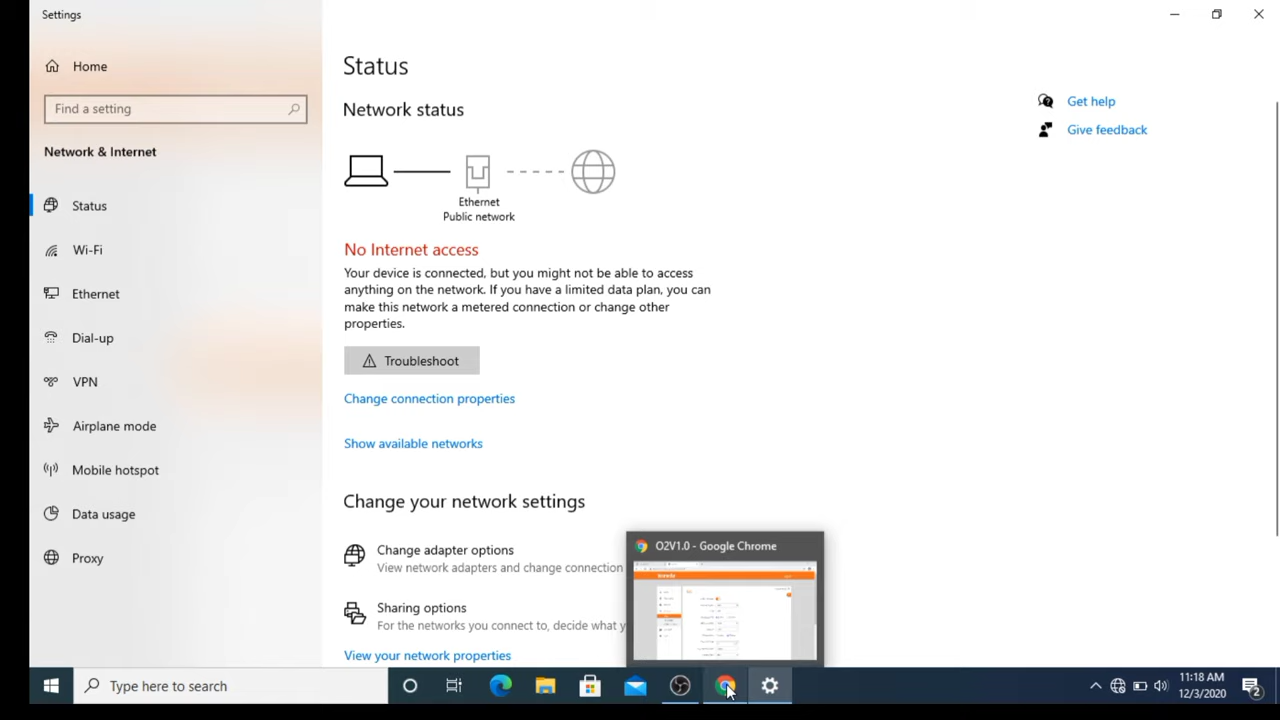 Settings
Home
Find a setting
Network & Internet
Status
Wi-Fi
Ethernet
Dial-up
VPN
Airplane mode
Mobile hotspot
Data usage
Proxy
Status
Network status
Ethernet
Public network
No Internet access
Your device is connected, but you might not be able to access
anything on the network. If you have a limited data plan, you can
make this network a metered connection or change other
properties.
Troubleshoot
Change connection properties
Show available networks
Change your network settings
Change adapter options
View network adapters and change connection
Sharing options
For the networks you connect to, decide what y
View your network properties
Get help
Give feedback
O2V1.0 - Google Chrome
Type here to search
11:18 AM
12/3/2020
2